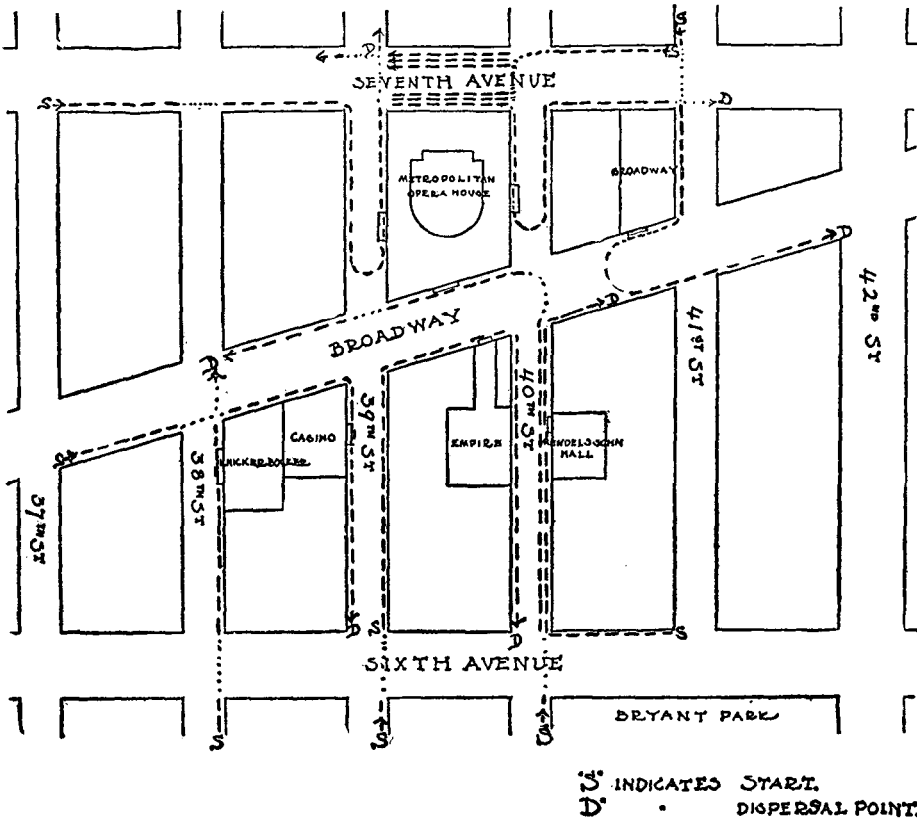 S
D
S
SEVENTH AVENUE
S
D
S
METROPOLITAN
OPERA HOUSE
BROADWAY
D
D
BROADWAY
42ND ST
41ST ST
D
40TH ST
39TH ST
CASINO
EMPIRE
MENDELSSOHN
HALL
KNICKERBOCKER
38TH ST
S
37TH ST
D
S
D
S
SIXTH AVENUE
BRYANT PARK
S
S
S
"S" INDICATES START.
D" " DISPERSAL POINT.